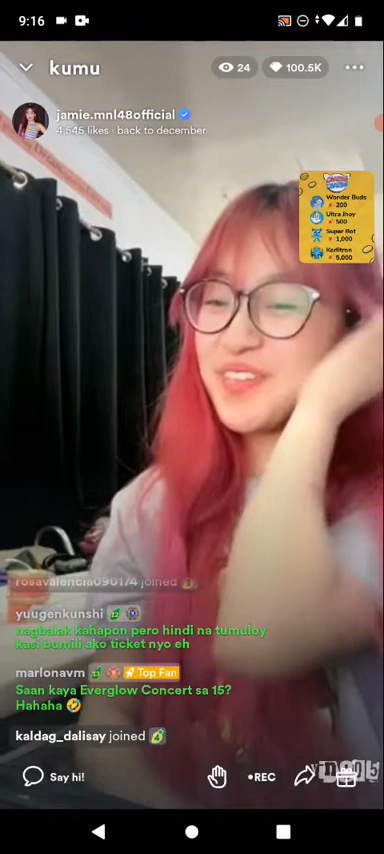 9:16
kumu
24
100.5K
jamie.mnl48official
4,545 likes · back to december
Wonder Buds
200
Ultra Jhoy
500
Super Hot
1,000
5,000
rosavalencia090174 joined
yuugenkunshi
nagbalak kahapon pero hindi na tumuloy
kasi bumili ako ticket nyo eh
marlonavm Top Fan
Saan kaya Everglow Concert sa 15?
Hahaha
kaldag_dalisay joined
Say hi!
•REC